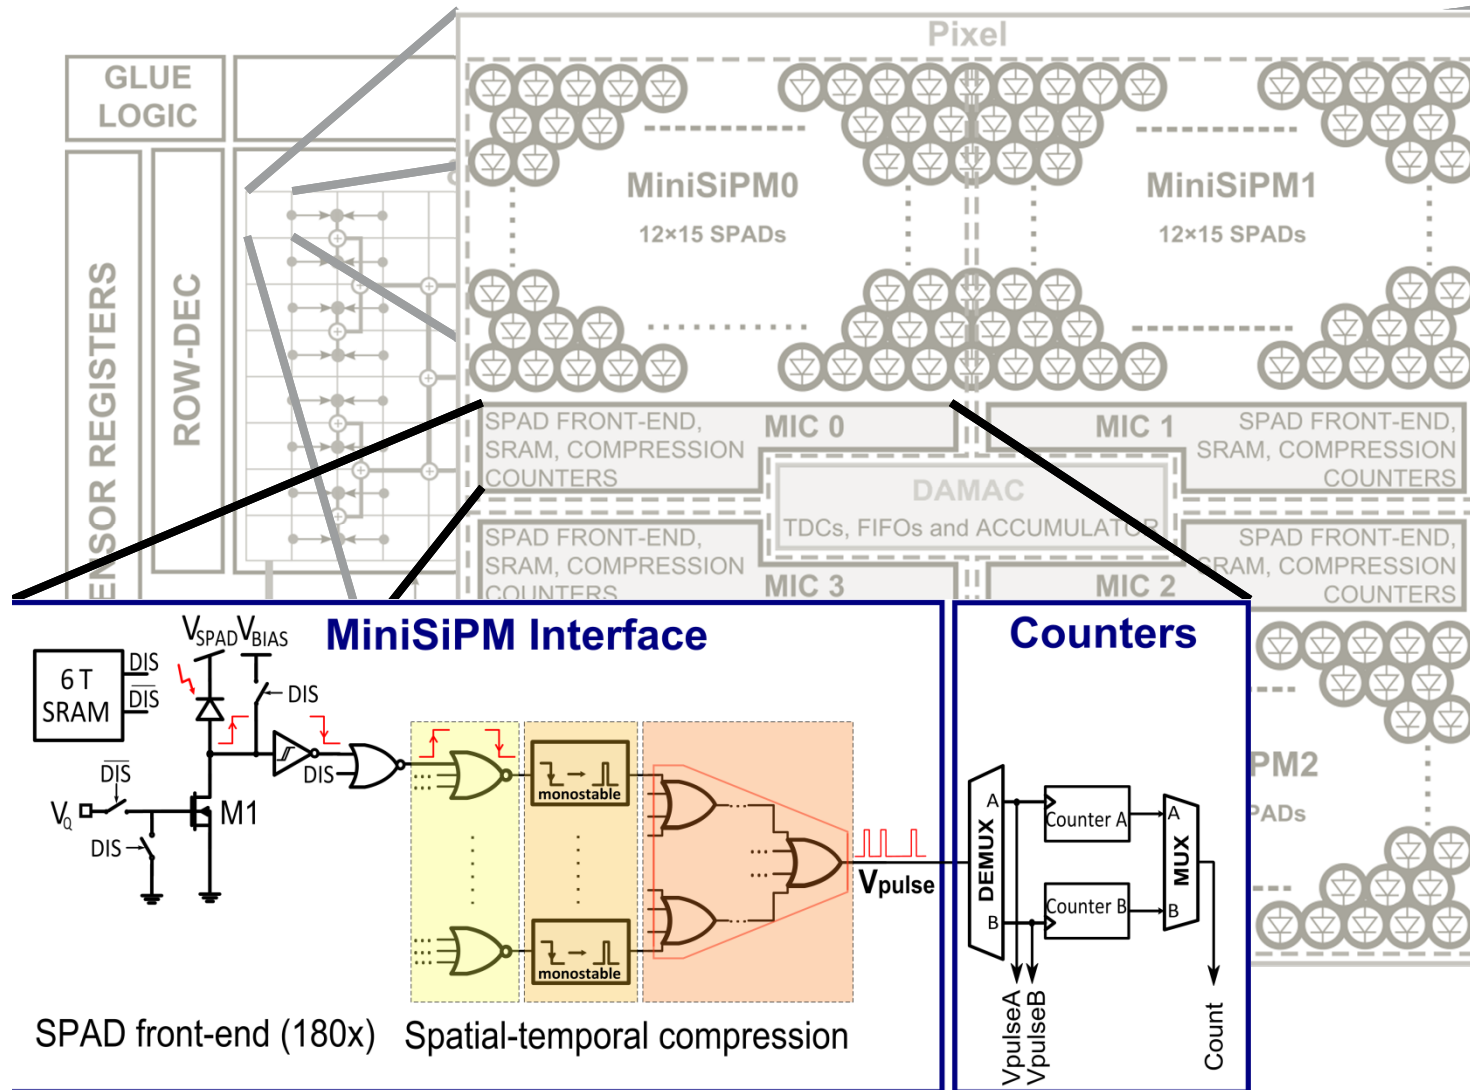 Pixel
GLUE
LOGIC
ENSOR REGISTERS
ROW-DEC
MiniSiPM0
12×15 SPADs
MiniSiPM1
12×15 SPADs
SPAD FRONT-END,
SRAM, COMPRESSION
COUNTERS
MIC 0
MIC 1
SPAD FRONT-END,
SRAM, COMPRESSION
COUNTERS
DAMAC
TDCs, FIFOs and ACCUMULATOR
SPAD FRONT-END,
SRAM, COMPRESSION
COUNTERS
MIC 3
MIC 2
SPAD FRONT-END,
SRAM, COMPRESSION
COUNTERS
PM2
PADs
MiniSiPM Interface
Counters
6T
SRAM
DIS
D̅I̅S̅
VSPAD
VBIAS
DIS
DIS
D̅I̅S̅
VQ
M1
DIS
monostable
monostable
Vpulse
DEMUX
A
B
Counter A
Counter B
A
B
MUX
VpulseA
VpulseB
Count
SPAD front-end (180x)
Spatial-temporal compression